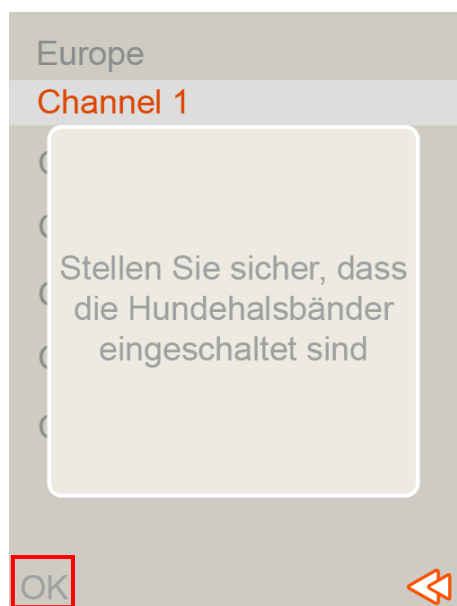 Europe
Channel 1
Stellen Sie sicher, dass
die Hundehalsbänder
eingeschaltet sind
OK